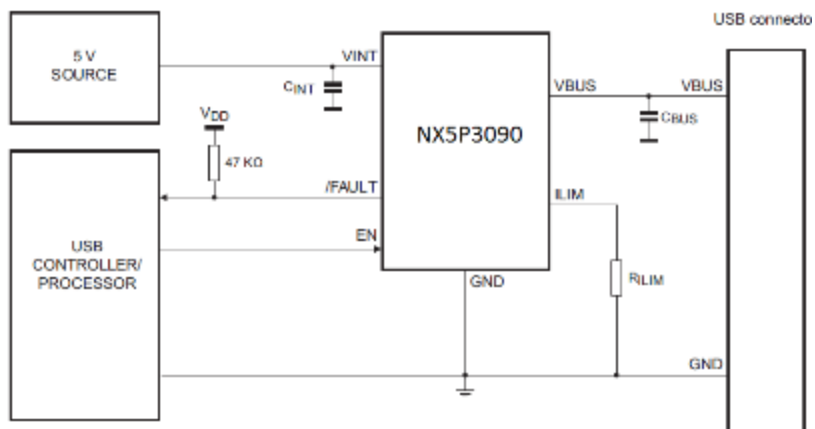 USB connecto
5 V
SOURCE
VINT
CINT
VBUS
VBUS
CBUS
VDD
NX5P3090
47 KΩ
/FAULT
ILIM
EN
USB
CONTROLLER/
PROCESSOR
GND
RILIM
GND